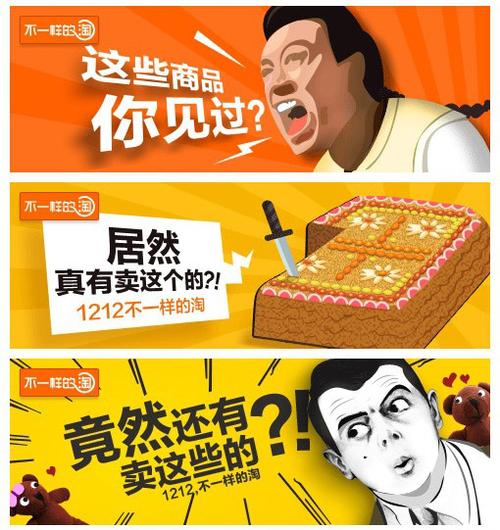 不一样的淘
这些商品
你见过?
不一样的淘
居然
真有卖这个的?!
1212不一样的淘
不一样的淘
竟然还有
卖这些的?!
1212,不一样的淘